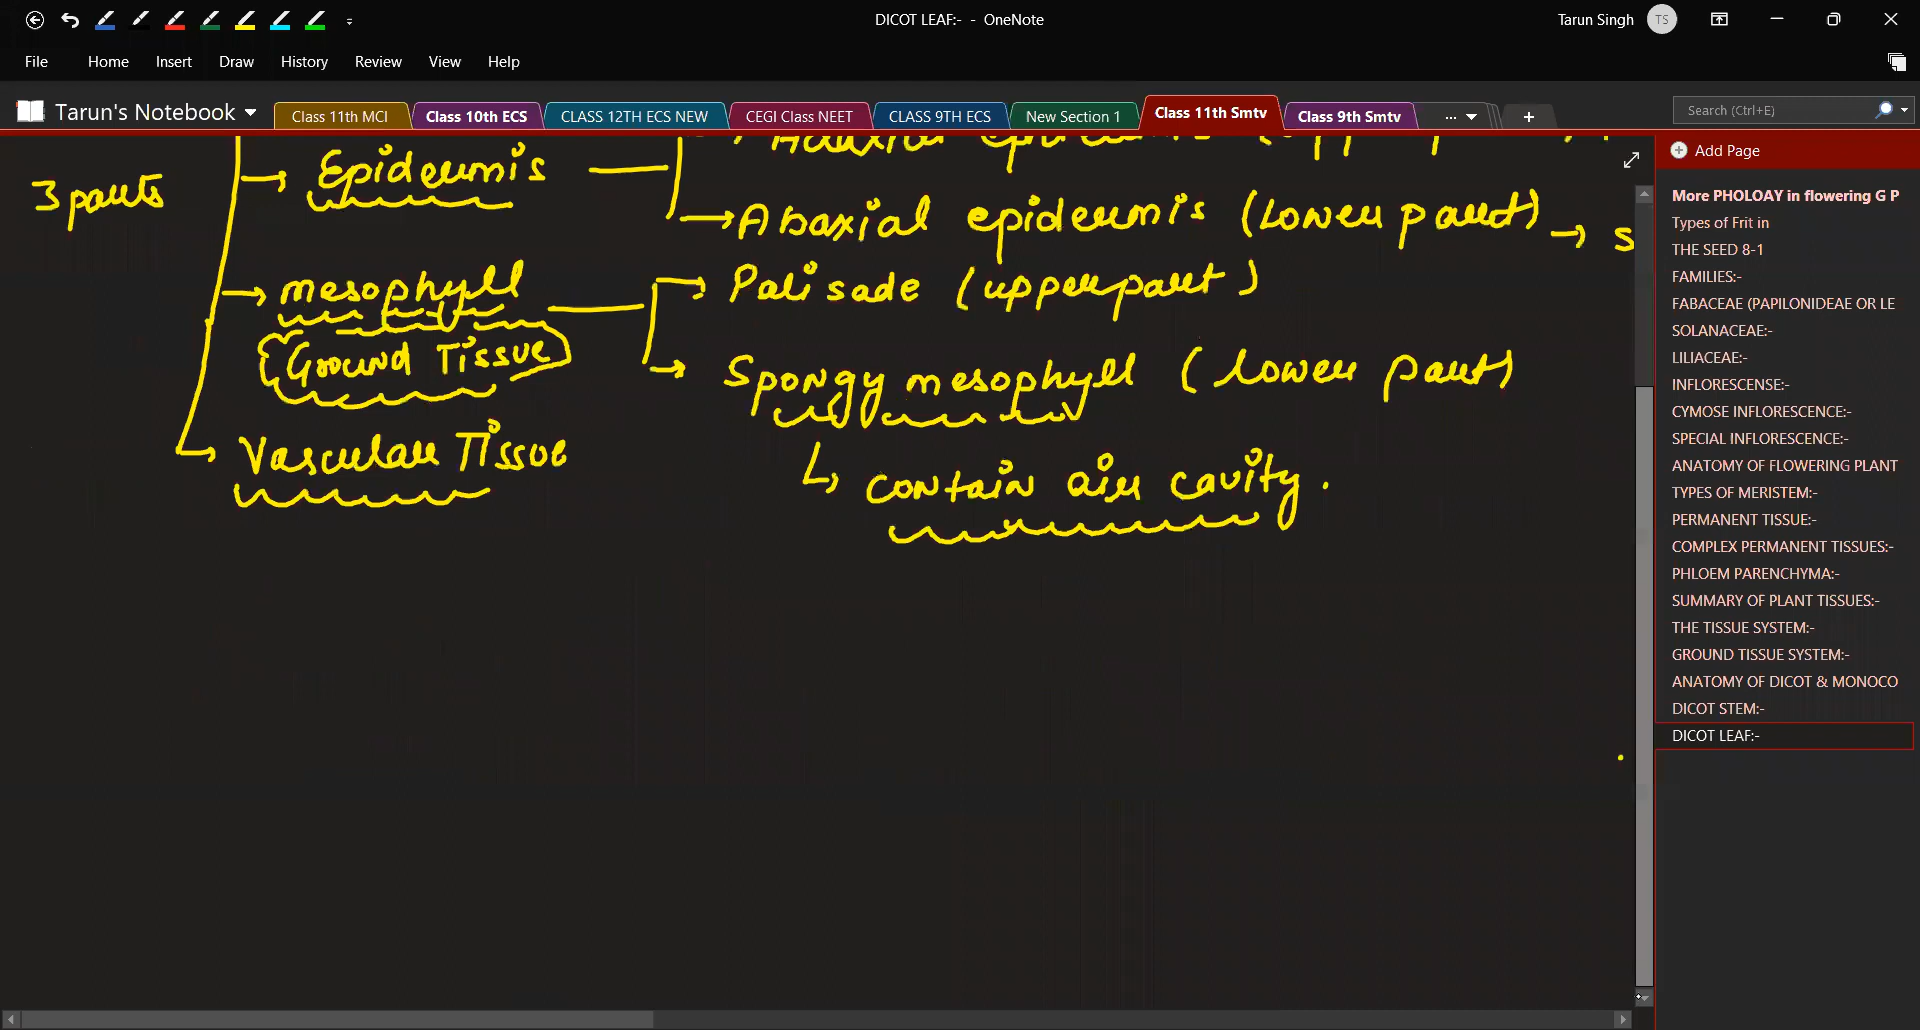 DICOT LEAF:- - OneNote
Tarun Singh TS
File Home Insert Draw History Review View Help
Tarun's Notebook
Class 11th MCI Class 10th ECS CLASS 12TH ECS NEW CEGI Class NEET CLASS 9TH ECS New Section 1 Class 11th Smtv Class 9th Smtv ... +
Search (Ctrl+E)
3 parts
Epidermis
Abaxial epidermis (Lower part) → s
mesophyll
Ground Tissue
Palisade (upper part)
Spongy mesophyll (lower part)
Vascular Tissue
contain air cavity.
Add Page
More PHOLOAY in flowering G P
Types of Frit in
THE SEED 8-1
FAMILIES:-
FABACEAE (PAPILONIDEAE OR LE
SOLANACEAE:-
LILIACEAE:-
INFLORESCENSE:-
CYMOSE INFLORESCENCE:-
SPECIAL INFLORESCENCE:-
ANATOMY OF FLOWERING PLANT
TYPES OF MERISTEM:-
PERMANENT TISSUE:-
COMPLEX PERMANENT TISSUES:-
PHLOEM PARENCHYMA:-
SUMMARY OF PLANT TISSUES:-
THE TISSUE SYSTEM:-
GROUND TISSUE SYSTEM:-
ANATOMY OF DICOT & MONOCO
DICOT STEM:-
DICOT LEAF:-